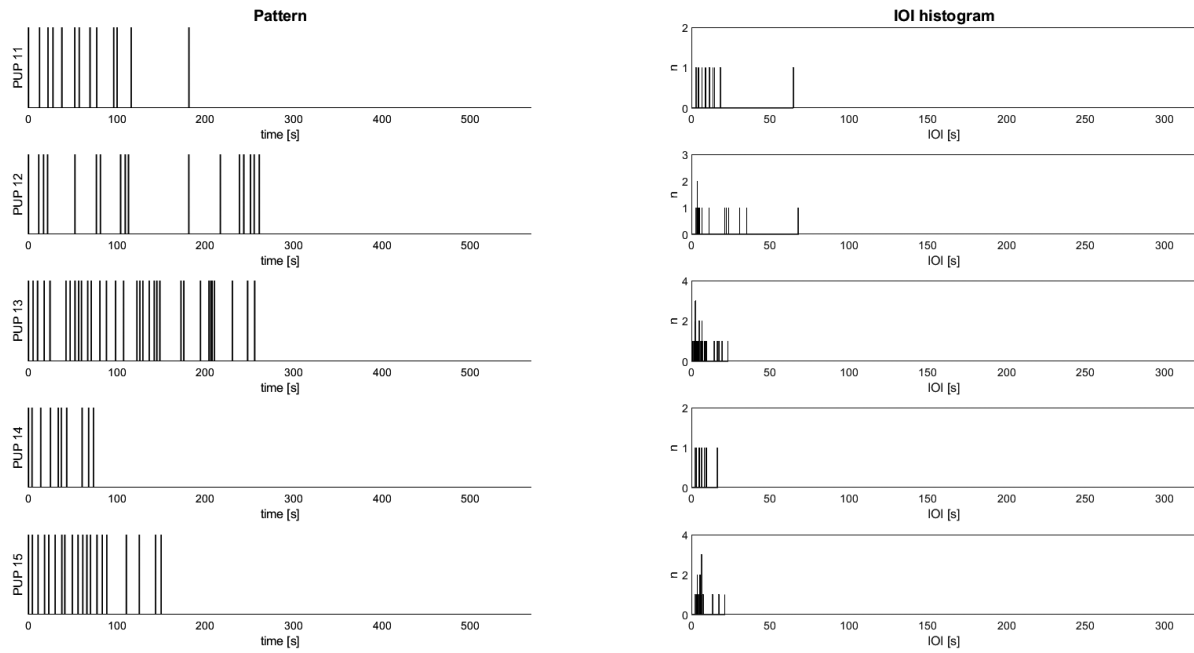 Pattern
IOI histogram
PUP 11
0 100 200 300 400 500
time [s]
n
2
1
0
0 50 100 150 200 250 300
IOI [s]
PUP 12
0 100 200 300 400 500
time [s]
n
3
2
1
0
0 50 100 150 200 250 300
IOI [s]
PUP 13
0 100 200 300 400 500
time [s]
n
4
2
0
0 50 100 150 200 250 300
IOI [s]
PUP 14
0 100 200 300 400 500
time [s]
n
2
1
0
0 50 100 150 200 250 300
IOI [s]
PUP 15
0 100 200 300 400 500
time [s]
n
4
2
0
0 50 100 150 200 250 300
IOI [s]